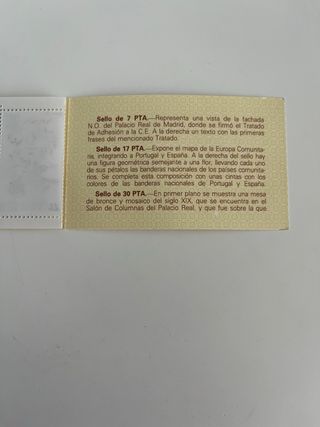 Sello de 7 PTA.—Representa una vista de la fachada
N.O. del Palacio Real de Madrid, donde se firmó el Tratado
de Adhesión a la C.E. A la derecha un texto con las primeras
frases del mencionado Tratado.
Sello de 17 PTA.—Expone el mapa de la Europa Comunita-
ria, integrando a Portugal y España. A la derecha del sello hay
una figura geométrica semejante a una flor, llevando cada uno
de sus pétalos las banderas nacionales de los países comunita-
rios. Se completa esta composición con unas cintas con los
colores de las banderas nacionales de Portugal y España.
Sello de 30 PTA.—En primer plano se muestra una mesa
de bronce y mosaico del siglo XIX, que se encuentra en el
Salón de Columnas del Palacio Real, y que fue sobre la que